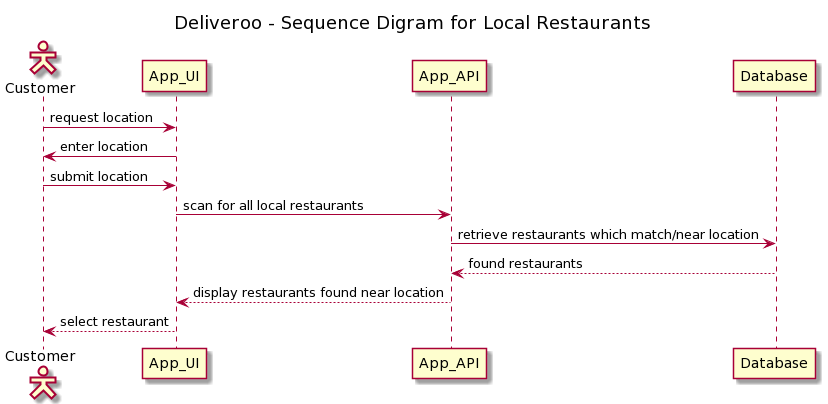 Deliveroo - Sequence Digram for Local Restaurants
Customer
App_UI
App_API
Database
request location
enter location
submit location
scan for all local restaurants
retrieve restaurants which match/near location
found restaurants
display restaurants found near location
select restaurant
Customer
App_UI
App_API
Database